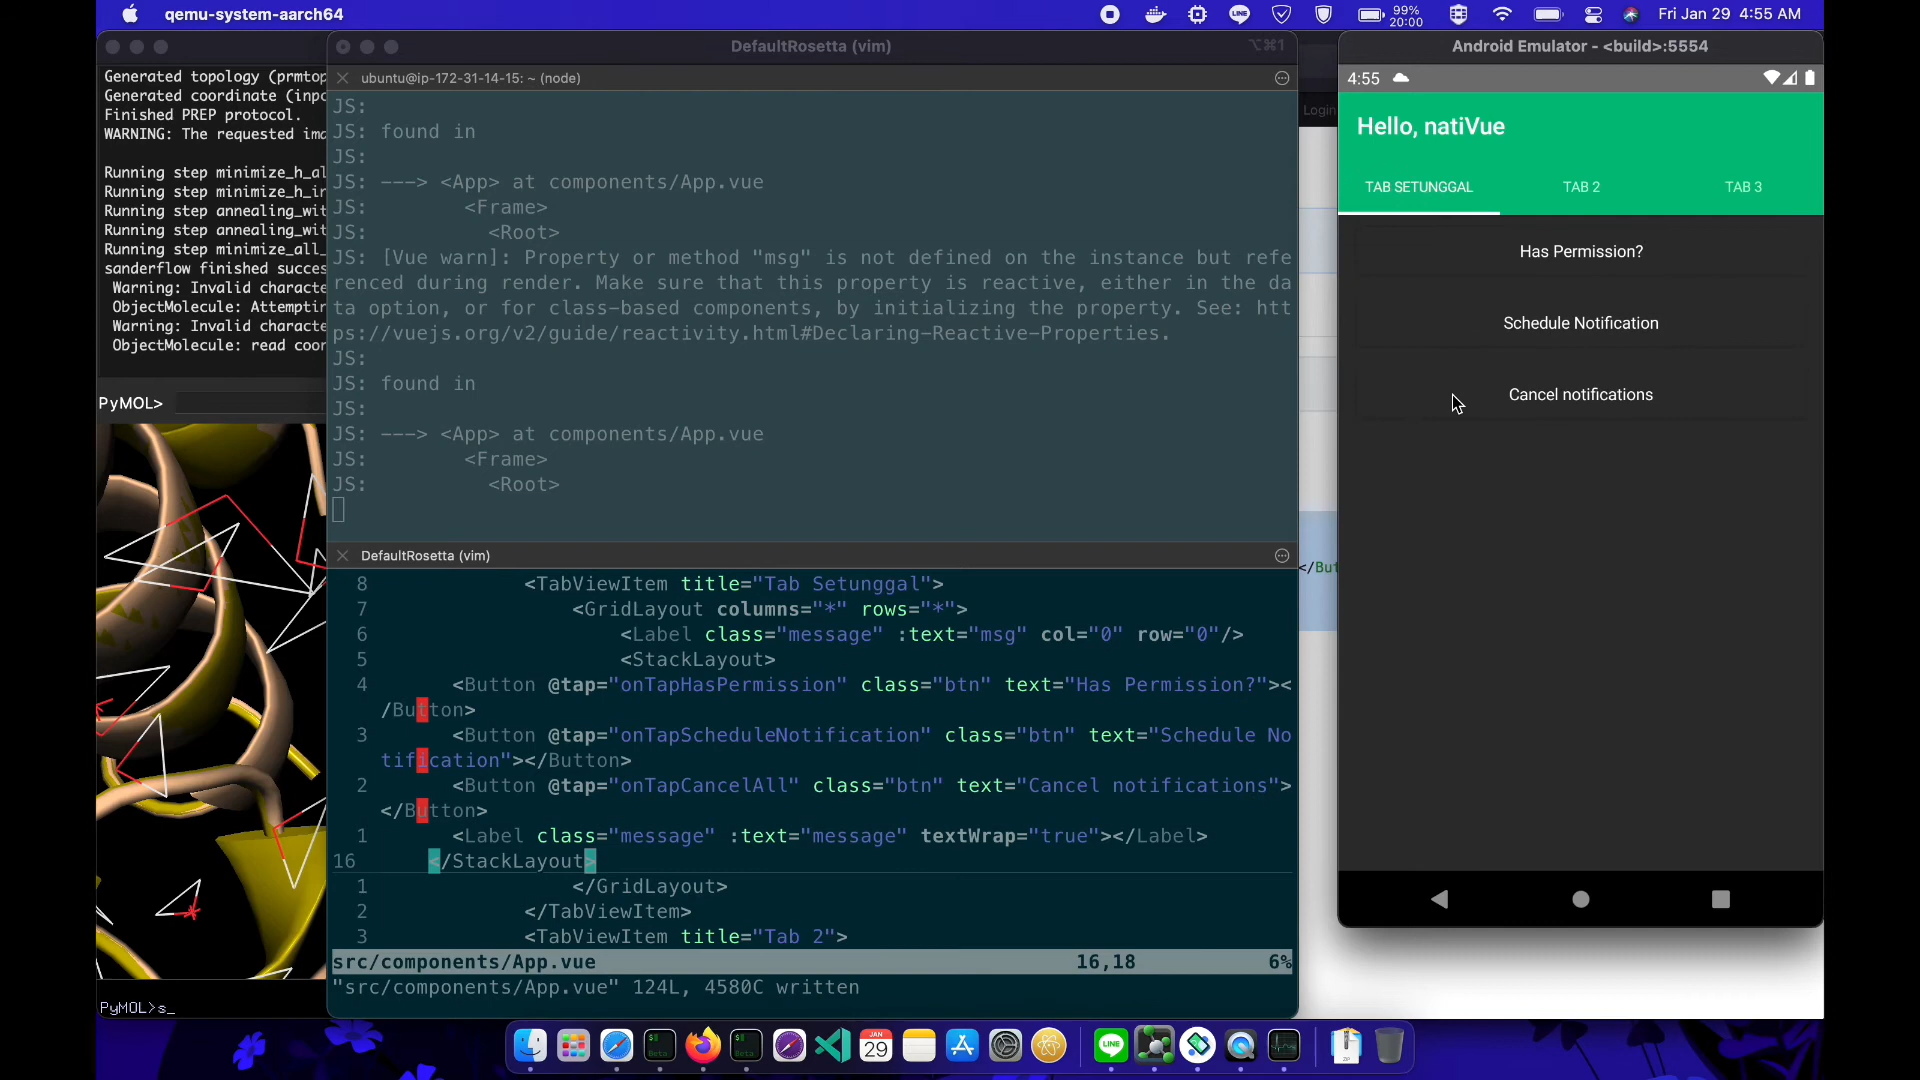 qemu-system-aarch64
99%
20:00
Fri Jan 29 4:55 AM
Generated topology (prmtop
Generated coordinate (inpc
Finished PREP protocol.
WARNING: The requested ima
Running step minimize_h_al
Running step minimize_h_ir
Running step annealing_wit
Running step annealing_wit
Running step minimize_all_
sanderflow finished succes
Warning: Invalid characte
ObjectMolecule: Attemptir
Warning: Invalid characte
ObjectMolecule: read coor
PyMOL>
PyMOL>s_
DefaultRosetta (vim)
⌥⌘1
ubuntu@ip-172-31-14-15: ~ (node)
JS:
JS: found in
JS:
JS: ---> <App> at components/App.vue
JS: <Frame>
JS: <Root>
JS: [Vue warn]: Property or method "msg" is not defined on the instance but refe
renced during render. Make sure that this property is reactive, either in the da
ta option, or for class-based components, by initializing the property. See: htt
ps://vuejs.org/v2/guide/reactivity.html#Declaring-Reactive-Properties.
JS:
JS: found in
JS:
JS: ---> <App> at components/App.vue
JS: <Frame>
JS: <Root>
DefaultRosetta (vim)
8 <TabViewItem title="Tab Setunggal">
7 <GridLayout columns="*" rows="*">
6 <Label class="message" :text="msg" col="0" row="0"/>
5 <StackLayout>
4 <Button @tap="onTapHasPermission" class="btn" text="Has Permission?"><
/Button>
3 <Button @tap="onTapScheduleNotification" class="btn" text="Schedule No
tification"></Button>
2 <Button @tap="onTapCancelAll" class="btn" text="Cancel notifications">
</Button>
1 <Label class="message" :text="message" textWrap="true"></Label>
16 </StackLayout>
1 </GridLayout>
2 </TabViewItem>
3 <TabViewItem title="Tab 2">
src/components/App.vue 16,18 6%
"src/components/App.vue" 124L, 4580C written
Login
</But
Android Emulator - <build>:5554
4:55
Hello, natiVue
TAB SETUNGGAL TAB 2 TAB 3
Has Permission?
Schedule Notification
Cancel notifications
LINE
JAN
29